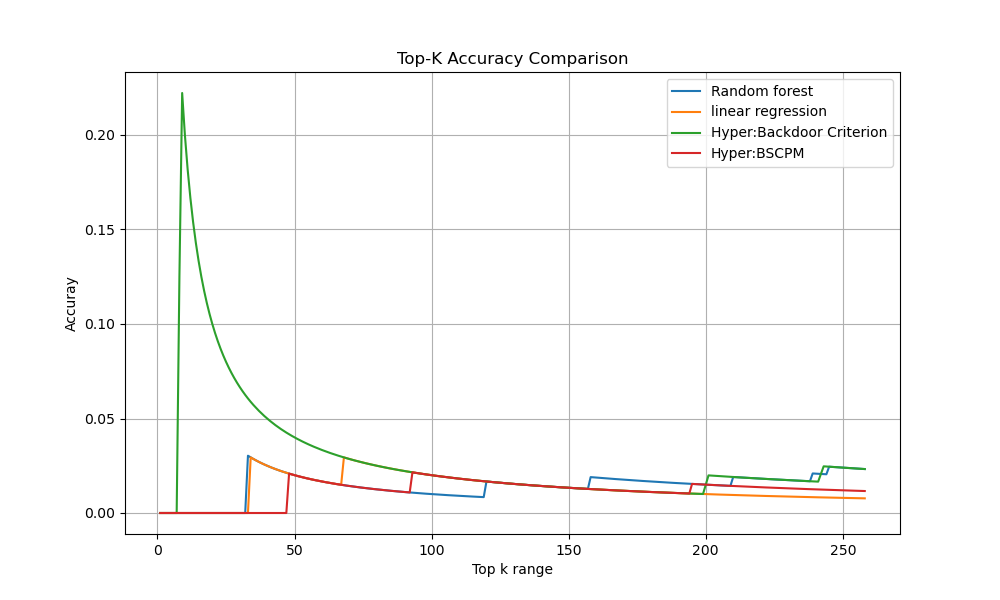 Top-K Accuracy Comparison
Random forest
linear regression
Hyper:Backdoor Criterion
Hyper:BSCPM
0.20
0.15
0.10
0.05
0.00
Accuray
0 50 100 150 200 250
Top k range